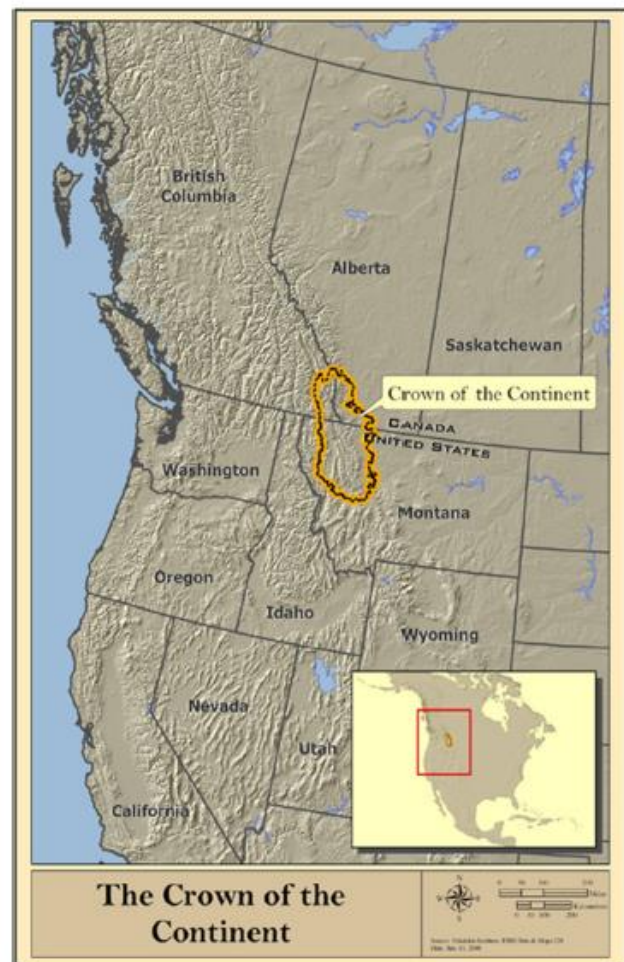 British
Columbia
Alberta
Saskatchewan
Crown of the Continent
CANADA
UNITED STATES
Washington
Montana
Oregon
Idaho
Wyoming
Nevada
Utah
California
The Crown of the
Continent
N
W E
S